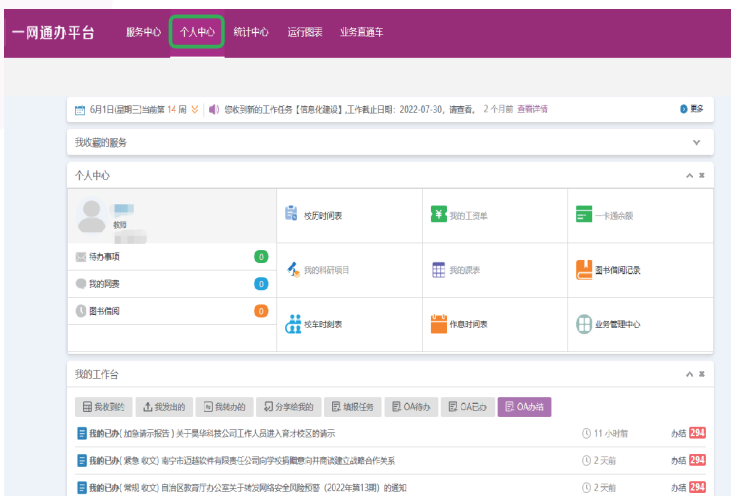 一网通办平台 服务中心 个人中心 统计中心 运行图表 业务直通车
6月1日(星期三)当前第 14 周 您收到新的工作任务【信息化建设】,工作截止日期：2022-07-30，请查看。 2 个月前 查看详情 更多
我收藏的服务
个人中心
教师
校历时间表 我的工资单 一卡通余额
待办事项 0
我的科研项目 我的课表 图书借阅记录
我的网费 0
图书借阅 0
校车时刻表 作息时间表 业务管理中心
我的工作台
我收到的 我发出的 我转办的 分享给我的 填报任务 OA待办 OA已办 OA办结
我的已办( 加急 请示报告 ) 关于昊华科技公司工作人员进入育才校区的请示 11 小时前 办结 294
我的已办( 紧急 收文) 南宁市迈越软件有限责任公司向学校捐赠意向并商谈建立战略合作关系 2 天前 办结 294
我的已办( 常规 收文) 自治区教育厅办公室关于转发网络安全风险预警（2022年第13期）的通知 2 天前 办结 294